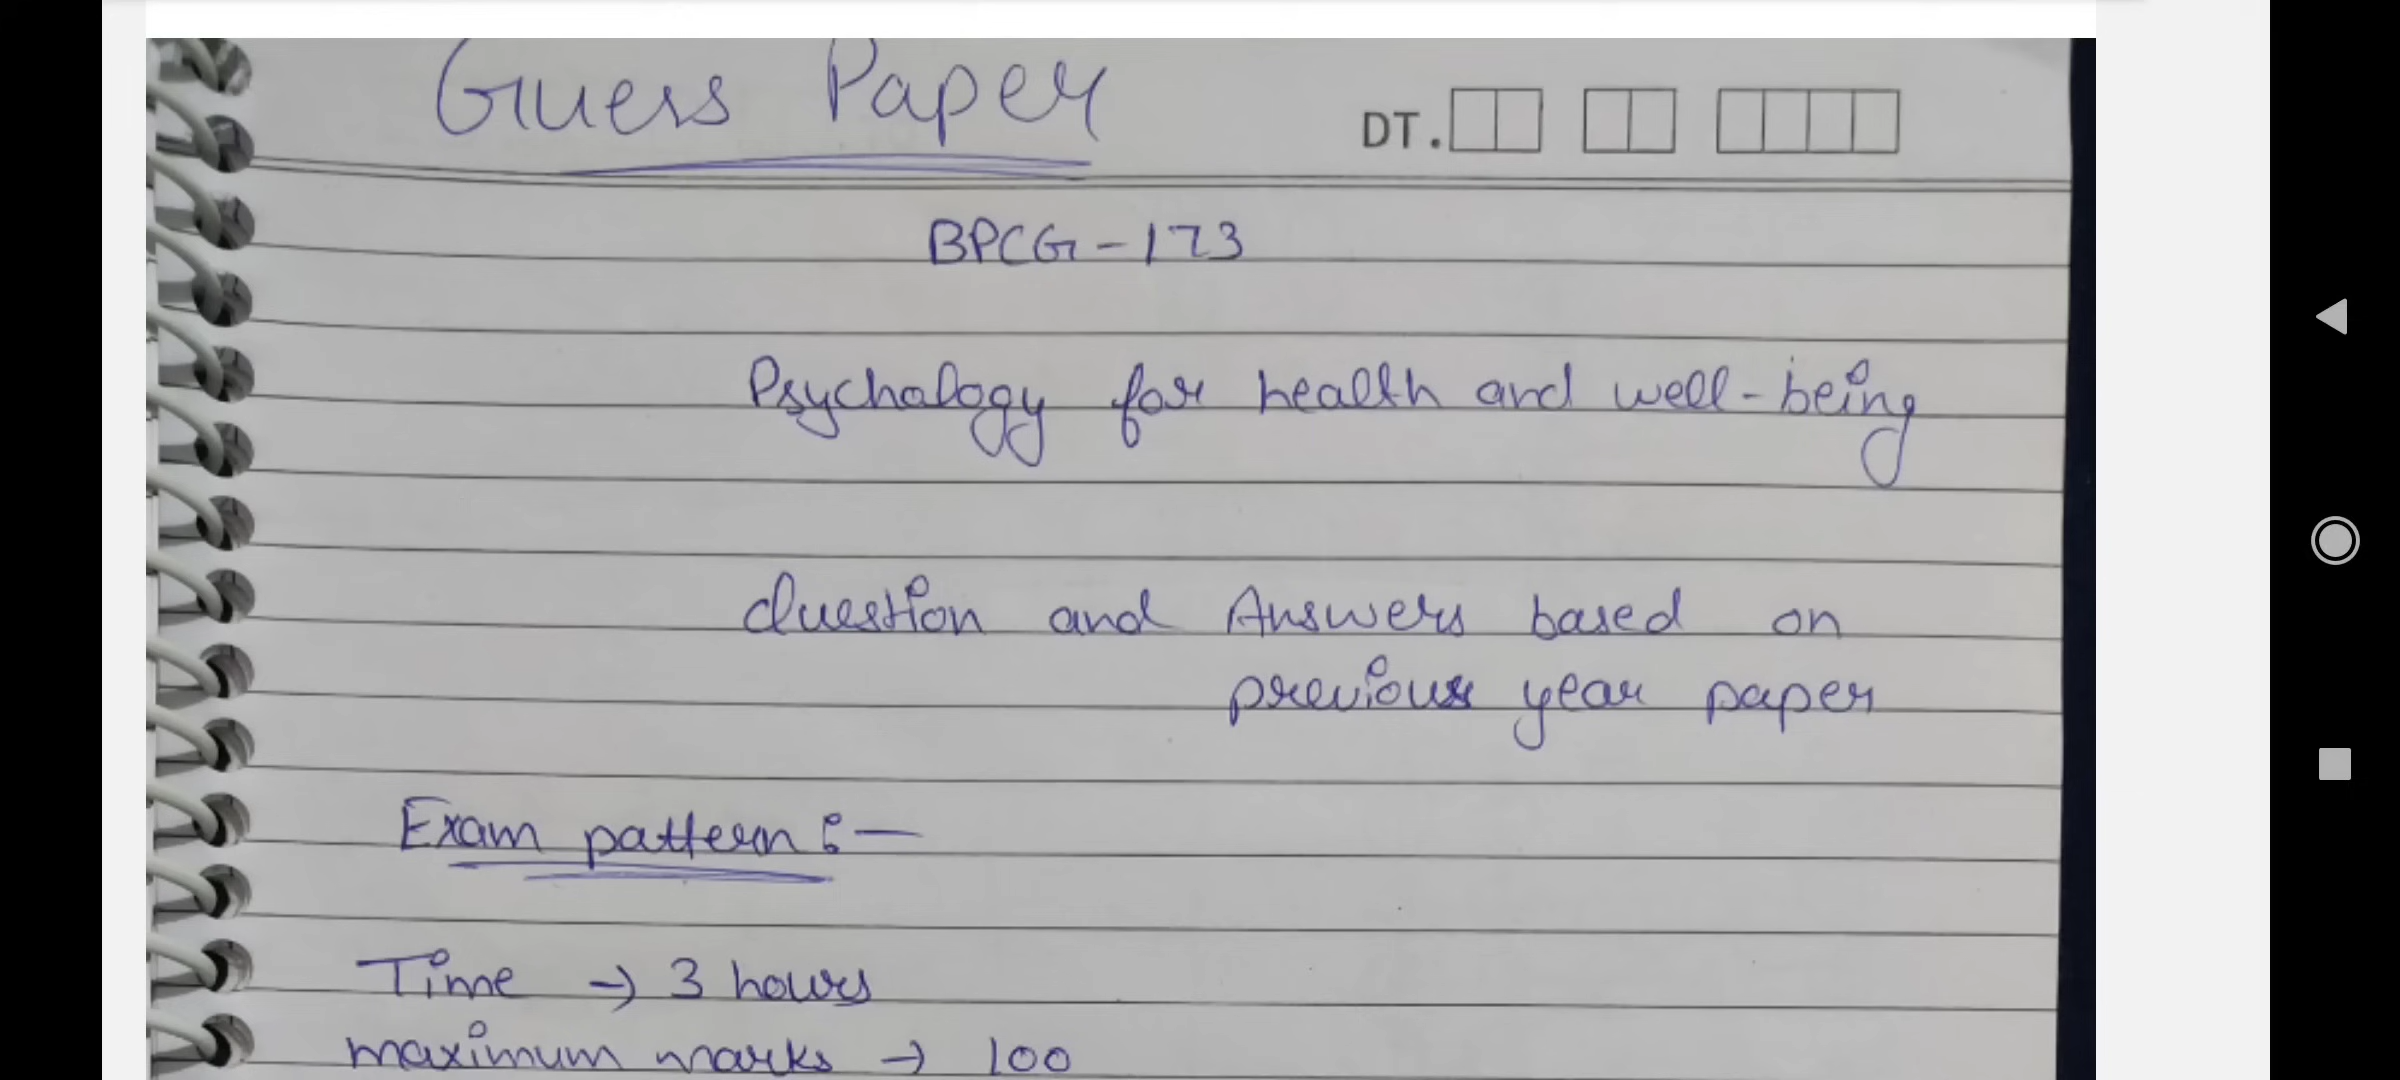 Guess Paper
DT.
BPCG-173
Psychology for health and well-being
Question and Answers based on
previous year paper
Exam pattern :-
Time → 3 hours
maximum marks → 100